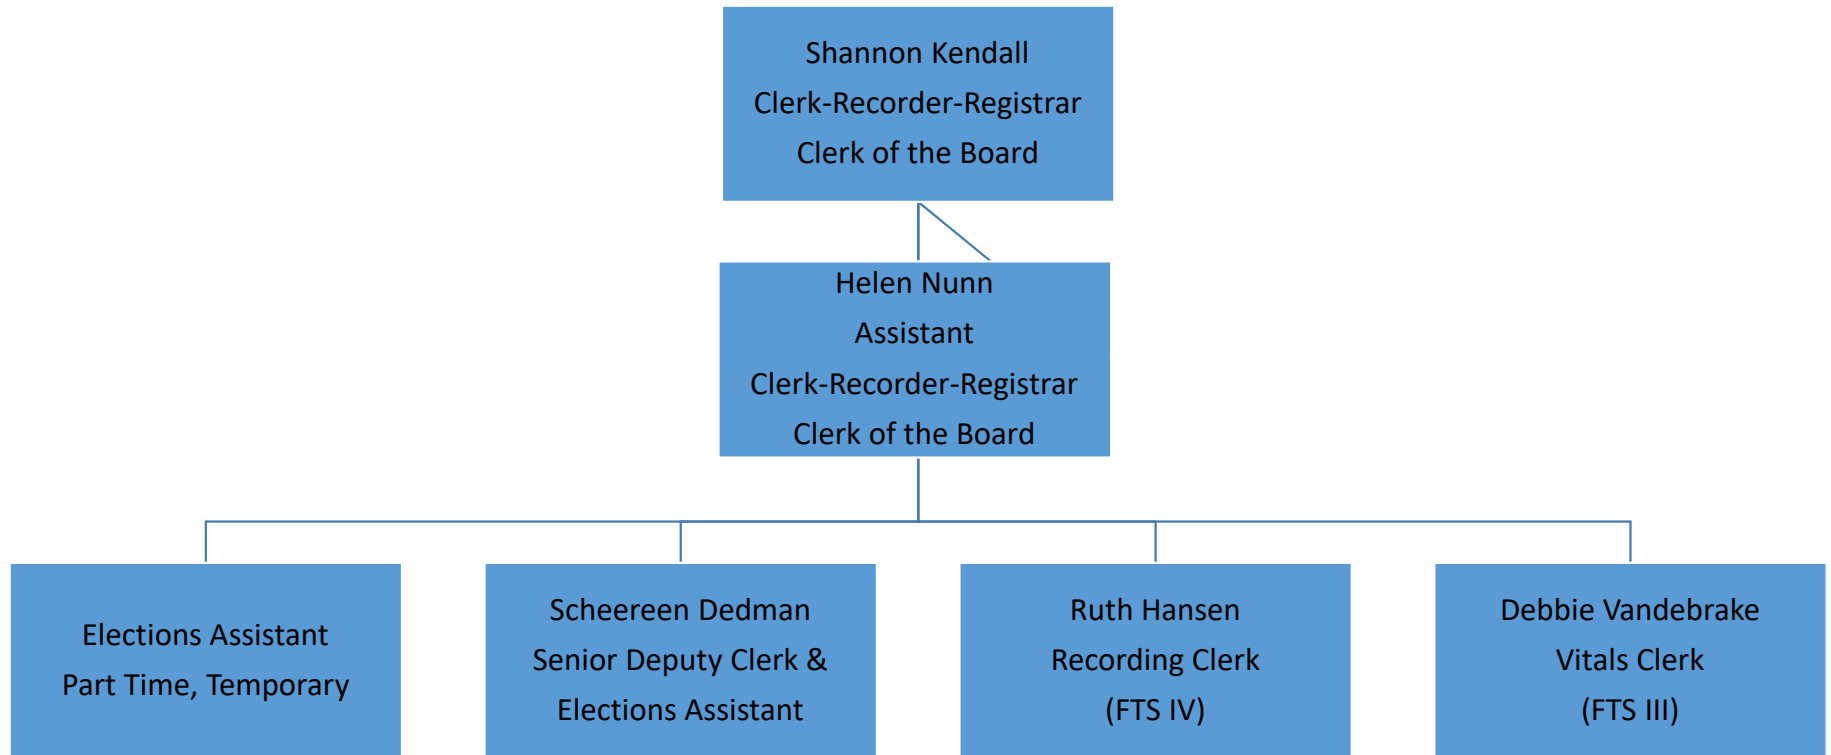 Shannon Kendall
Clerk-Recorder-Registrar
Clerk of the Board
Helen Nunn
Assistant
Clerk-Recorder-Registrar
Clerk of the Board
Elections Assistant
Part Time, Temporary
Scheereen Dedman
Senior Deputy Clerk &
Elections Assistant
Ruth Hansen
Recording Clerk
(FTS IV)
Debbie Vandebrake
Vitals Clerk
(FTS III)